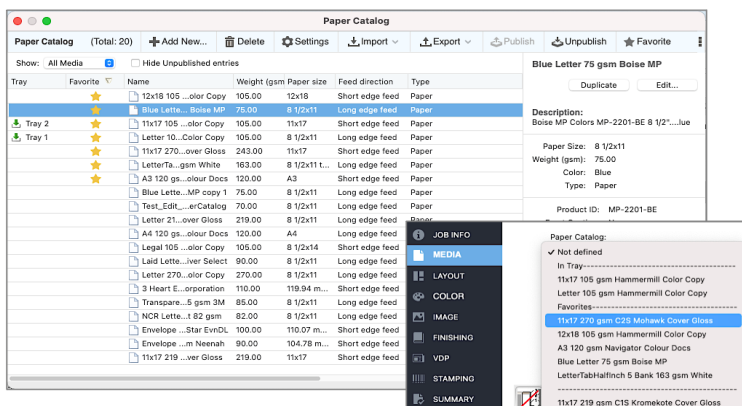 Paper Catalog
Paper Catalog (Total: 20) Add New... Delete Settings Import Export Publish Unpublish Favorite
Show: All Media Hide Unpublished entries
Tray Favorite Name Weight (gsm Paper size Feed direction Type
12x18 105 ...olor Copy 105.00 12x18 Short edge feed Paper
Blue Lette... Boise MP 75.00 8 1/2x11 Long edge feed Paper
Tray 2 11x17 105 ...olor Copy 105.00 11x17 Short edge feed Paper
Tray 1 Letter 10...Color Copy 105.00 8 1/2x11 Long edge feed Paper
11x17 270...over Gloss 243.00 11x17 Short edge feed Paper
LetterTa...gsm White 163.00 8 1/2x11 t... Long edge feed Paper
A3 120 gs...olour Docs 120.00 A3 Short edge feed Paper
Blue Lette...MP copy 1 75.00 8 1/2x11 Long edge feed Paper
Test_Edit_...erCatalog 70.00 8 1/2x11 Long edge feed Paper
Letter 21...over Gloss 219.00 8 1/2x11 Long edge feed
A4 120 gs...olour Docs 120.00 A4 Long edge feed
Legal 105 ...olor Copy 105.00 8 1/2x14 Short edge feed
Laid Lette...iver Select 90.00 8 1/2x11 Long edge feed
Letter 270...olor Copy 270.00 8 1/2x11 Long edge feed
3 Heart E...orporation 110.00 119.94 m... Short edge feed
Transpare...5 gsm 3M 85.00 8 1/2x11 Long edge feed
NCR Lette...t 82 gsm 82.00 8 1/2x11 Long edge feed
Envelope ...Star EvnDL 100.00 110.07 m... Short edge feed
Envelope ...m Neenah 90.00 104.78 m... Short edge feed
11x17 219 ...ver Gloss 219.00 11x17 Short edge feed
Blue Letter 75 gsm Boise MP
Duplicate Edit...
Description:
Boise MP Colors MP-2201-BE 8 1/2"....lue
Paper Size: 8 1/2x11
Weight (gsm): 75.00
Color: Blue
Type: Paper
Product ID: MP-2201-BE
JOB INFO
MEDIA
LAYOUT
COLOR
IMAGE
FINISHING
VDP
STAMPING
SUMMARY
Paper Catalog:
Not defined
In Tray-------------------------------------
11x17 105 gsm Hammermill Color Copy
Letter 105 gsm Hammermill Color Copy
Favorites-----------------------------------
11x17 270 gsm C2S Mohawk Cover Gloss
12x18 105 gsm Hammermill Color Copy
A3 120 gsm Navigator Colour Docs
Blue Letter 75 gsm Boise MP
LetterTabHalfInch 5 Bank 163 gsm White
--------------------------------------------
11x17 219 gsm C1S Kromekote Cover Gloss